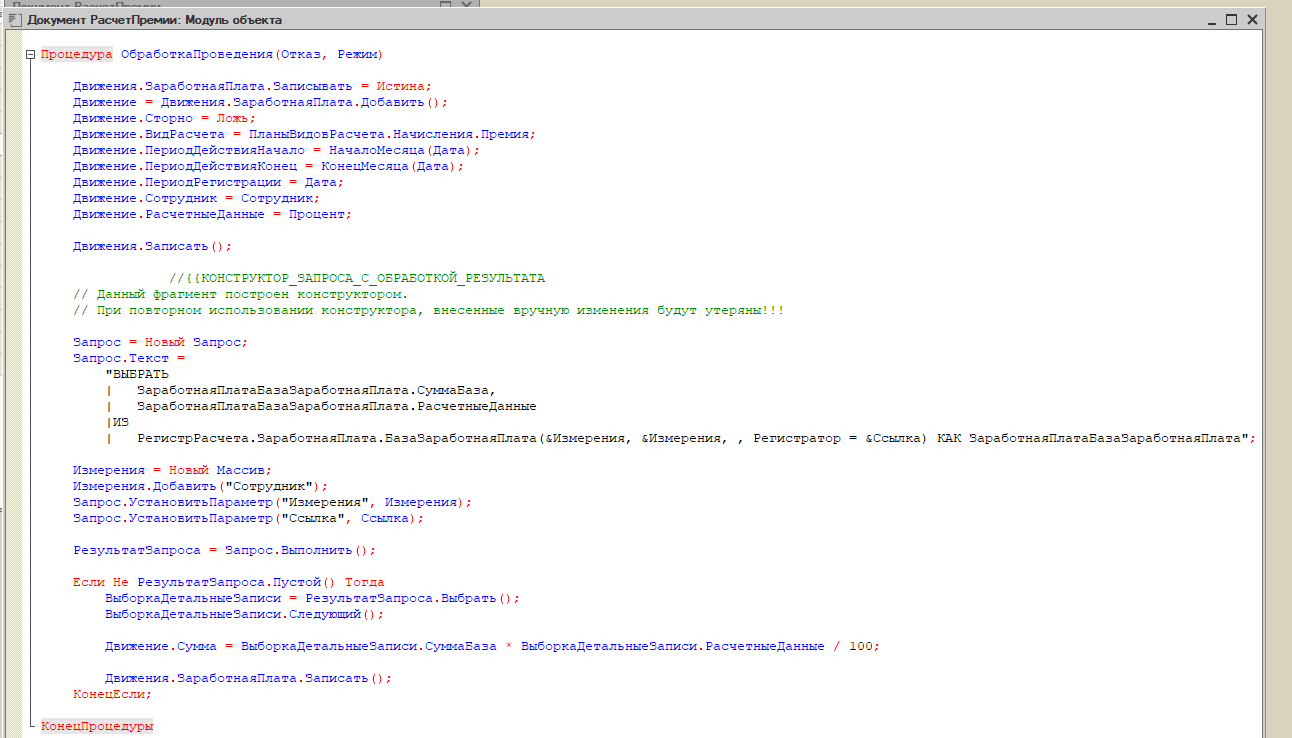 Документ РасчетПремии: Модуль объекта
Процедура ОбработкаПроведения(Отказ, Режим)
Движения.ЗаработнаяПлата.Записывать = Истина;
Движение = Движения.ЗаработнаяПлата.Добавить();
Движение.Сторно = Ложь;
Движение.ВидРасчета = ПланыВидовРасчета.Начисления.Премия;
Движение.ПериодДействияНачало = НачалоМесяца(Дата);
Движение.ПериодДействияКонец = КонецМесяца(Дата);
Движение.ПериодРегистрации = Дата;
Движение.Сотрудник = Сотрудник;
Движение.РасчетныеДанные = Процент;
Движения.Записать();
//{{КОНСТРУКТОР_ЗАПРОСА_С_ОБРАБОТКОЙ_РЕЗУЛЬТАТА
// Данный фрагмент построен конструктором.
// При повторном использовании конструктора, внесенные вручную изменения будут утеряны!!!
Запрос = Новый Запрос;
Запрос.Текст =
"ВЫБРАТЬ
|   ЗаработнаяПлатаБазаЗаработнаяПлата.СуммаБаза,
|   ЗаработнаяПлатаБазаЗаработнаяПлата.РасчетныеДанные
|ИЗ
|   РегистрРасчета.ЗаработнаяПлата.БазаЗаработнаяПлата(&Измерения, &Измерения, , Регистратор = &Ссылка) КАК ЗаработнаяПлатаБазаЗаработнаяПлата";
Измерения = Новый Массив;
Измерения.Добавить("Сотрудник");
Запрос.УстановитьПараметр("Измерения", Измерения);
Запрос.УстановитьПараметр("Ссылка", Ссылка);
РезультатЗапроса = Запрос.Выполнить();
Если Не РезультатЗапроса.Пустой() Тогда
ВыборкаДетальныеЗаписи = РезультатЗапроса.Выбрать();
ВыборкаДетальныеЗаписи.Следующий();
Движение.Сумма = ВыборкаДетальныеЗаписи.СуммаБаза * ВыборкаДетальныеЗаписи.РасчетныеДанные / 100;
Движения.ЗаработнаяПлата.Записать();
КонецЕсли;
КонецПроцедуры